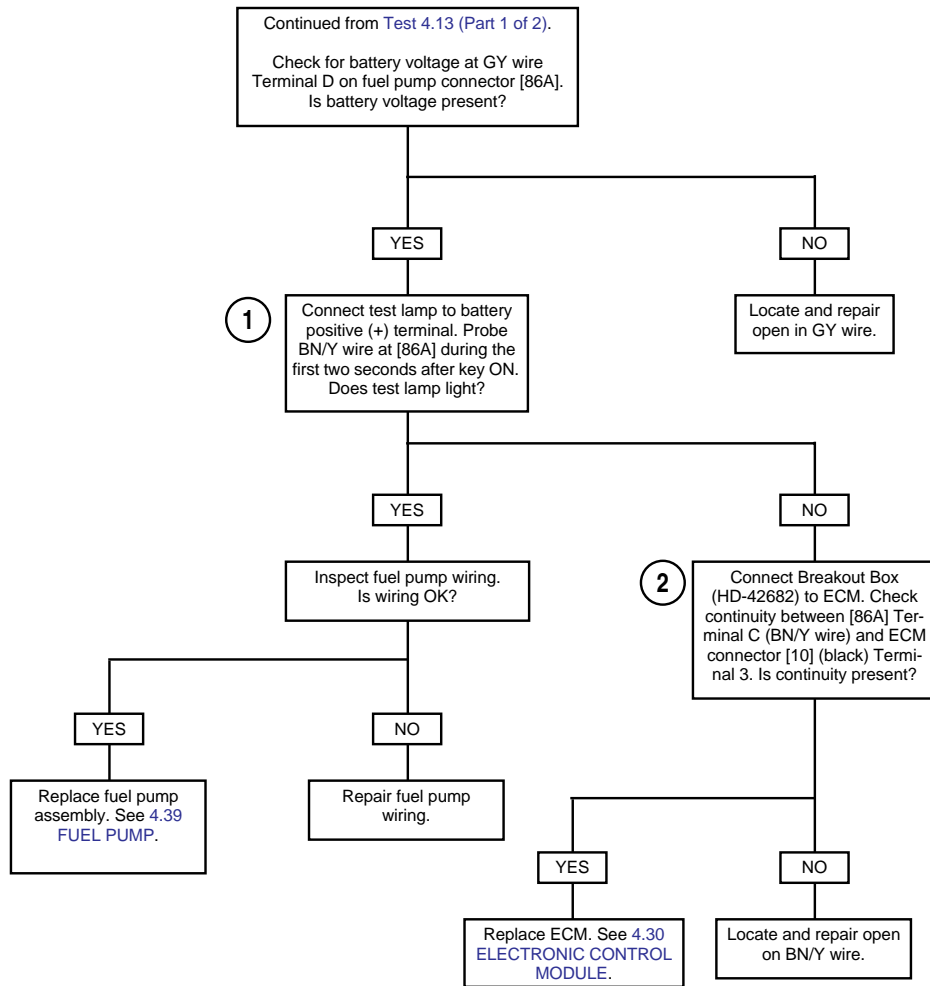 Continued from Test 4.13 (Part 1 of 2).
Check for battery voltage at GY wire
Terminal D on fuel pump connector [86A].
Is battery voltage present?
YES
NO
1
Connect test lamp to battery
positive (+) terminal. Probe
BN/Y wire at [86A] during the
first two seconds after key ON.
Does test lamp light?
Locate and repair
open in GY wire.
YES
NO
Inspect fuel pump wiring.
Is wiring OK?
2
Connect Breakout Box
(HD-42682) to ECM. Check
continuity between [86A] Ter-
minal C (BN/Y wire) and ECM
connector [10] (black) Termi-
nal 3. Is continuity present?
YES
NO
Replace fuel pump
assembly. See 4.39
FUEL PUMP.
Repair fuel pump
wiring.
YES
NO
Replace ECM. See 4.30
ELECTRONIC CONTROL
MODULE.
Locate and repair open
on BN/Y wire.